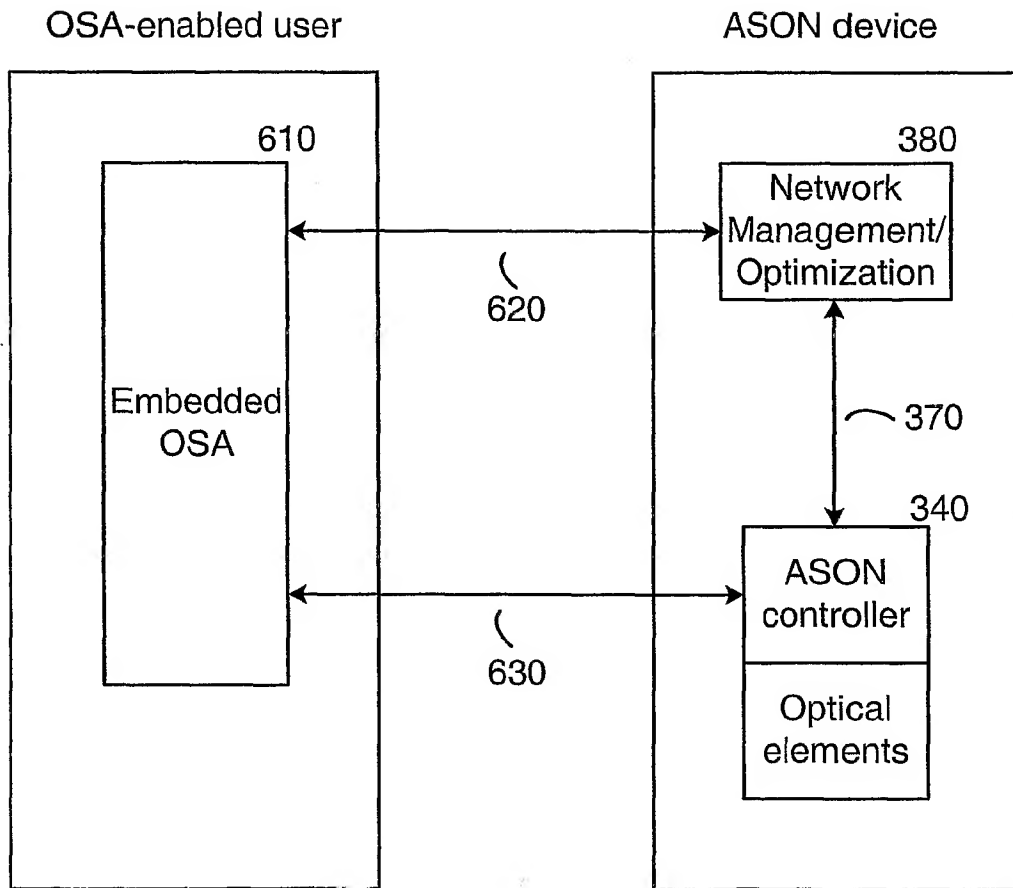 OSA-enabled user
ASON device
610
380
Network
Management/
Optimization
620
Embedded
OSA
370
340
ASON
controller
630
Optical
elements